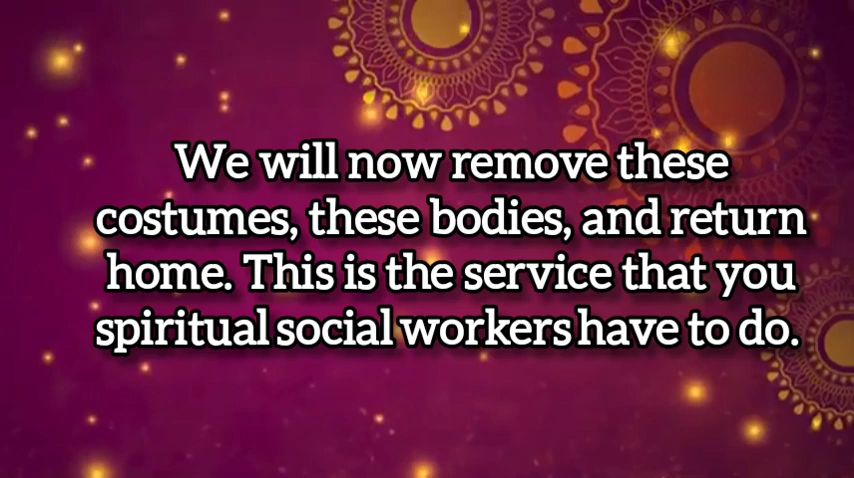 We will now remove these
costumes, these bodies, and return
home. This is the service that you
spiritual social workers have to do.